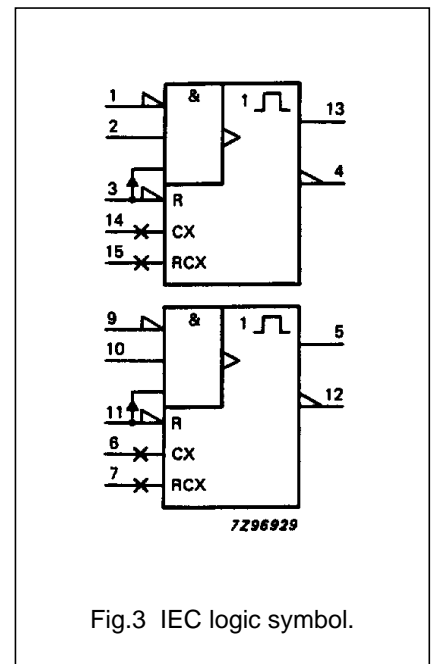 1 & 1 13
2
4
3 R
14 CX
15 RCX
9 & 1 5
10
12
11 R
6 CX
7 RCX
7Z96929
Fig.3 IEC logic symbol.